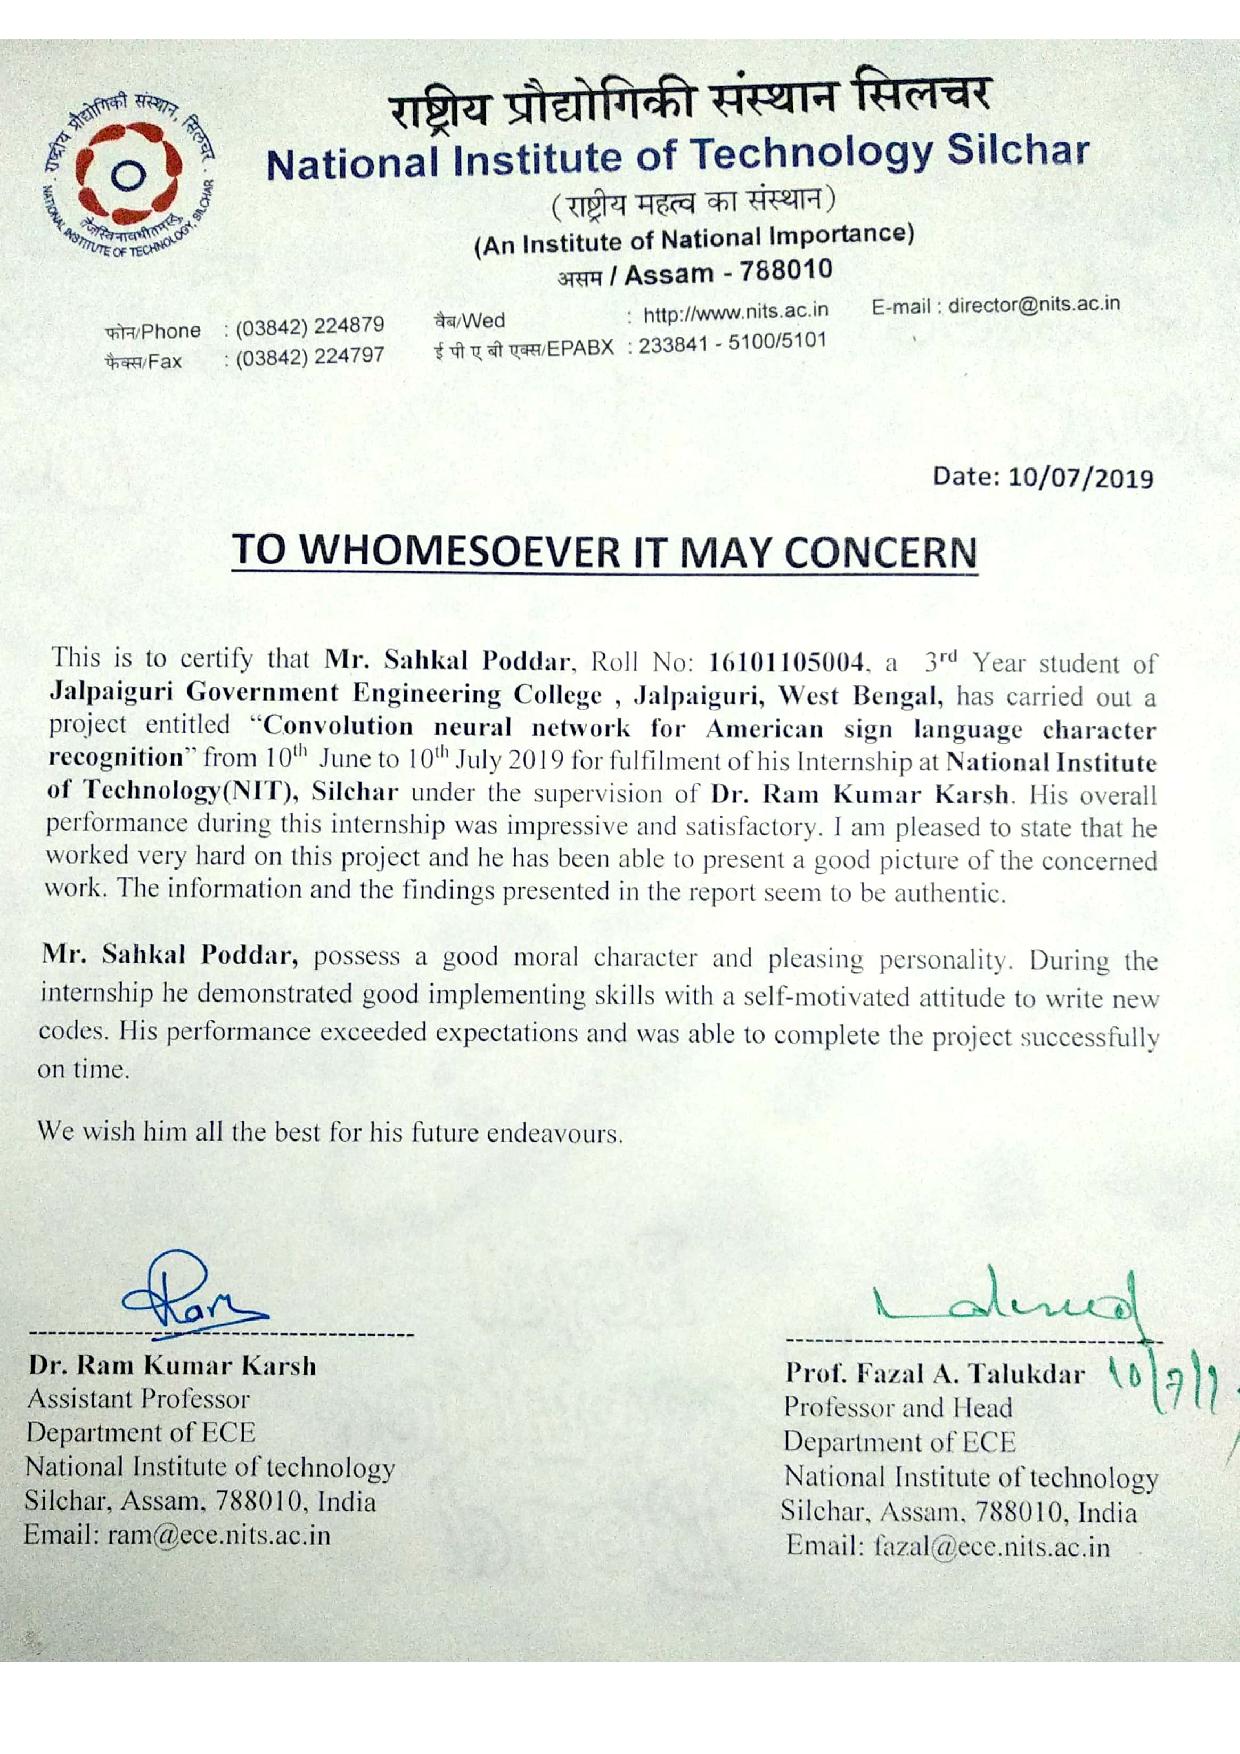 राष्ट्रीय प्रौद्योगिकी संस्थान सिलचर
National Institute of Technology Silchar
(राष्ट्रीय महत्व का संस्थान)
(An Institute of National Importance)
असम / Assam - 788010
राष्ट्रीय प्रौद्योगिकी संस्थान, सिलचर
NATIONAL INSTITUTE OF TECHNOLOGY, SILCHAR
फोन/Phone : (03842) 224879 वैब/Wed : http://www.nits.ac.in E-mail : director@nits.ac.in
फैक्स/Fax : (03842) 224797 ई पी ए बी एक्स/EPABX : 233841 - 5100/5101
Date: 10/07/2019
TO WHOMESOEVER IT MAY CONCERN
This is to certify that Mr. Sahkal Poddar, Roll No: 16101105004, a 3rd Year student of
Jalpaiguri Government Engineering College , Jalpaiguri, West Bengal, has carried out a
project entitled “Convolution neural network for American sign language character
recognition” from 10th June to 10th July 2019 for fulfilment of his Internship at National Institute
of Technology(NIT), Silchar under the supervision of Dr. Ram Kumar Karsh. His overall
performance during this internship was impressive and satisfactory. I am pleased to state that he
worked very hard on this project and he has been able to present a good picture of the concerned
work. The information and the findings presented in the report seem to be authentic.
Mr. Sahkal Poddar, possess a good moral character and pleasing personality. During the
internship he demonstrated good implementing skills with a self-motivated attitude to write new
codes. His performance exceeded expectations and was able to complete the project successfully
on time.
We wish him all the best for his future endeavours.
Ram
Dr. Ram Kumar Karsh
Assistant Professor
Department of ECE
National Institute of technology
Silchar, Assam, 788010, India
Email: ram@ece.nits.ac.in
Prof. Fazal A. Talukdar 10/7/1
Professor and Head
Department of ECE
National Institute of technology
Silchar, Assam, 788010, India
Email: fazal@ece.nits.ac.in